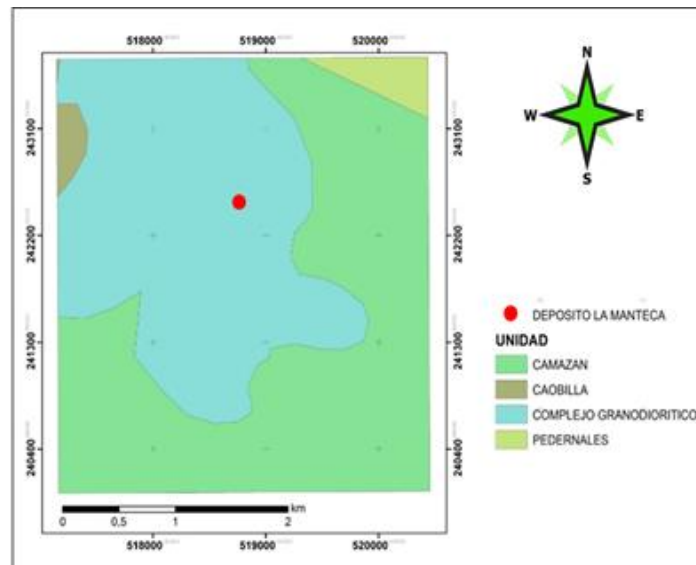 518000 519000 520000
N
W E
S
243100 243100
242200 242200
241300 241300
240400 240400
DEPOSITO LA MANTECA
UNIDAD
CAMAZAN
CAOBILLA
COMPLEJO GRANODIORITICO
PEDERNALES
km
0 0,5 1 2
518000 519000 520000